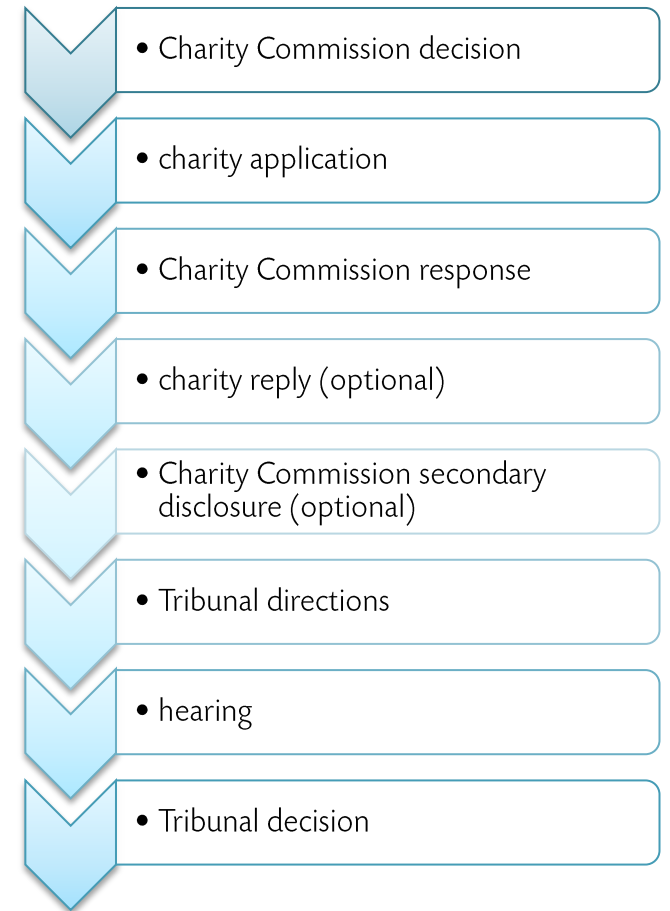 • Charity Commission decision
• charity application
• Charity Commission response
• charity reply (optional)
• Charity Commission secondary
disclosure (optional)
• Tribunal directions
• hearing
• Tribunal decision